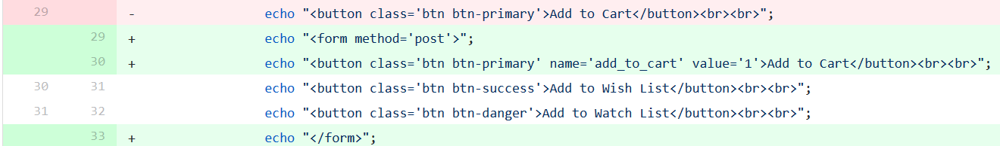 29 - echo "<button class='btn btn-primary'>Add to Cart</button><br><br>";
29 + echo "<form method='post'>";
30 + echo "<button class='btn btn-primary' name='add_to_cart' value='1'>Add to Cart</button><br><br>";
30 31 echo "<button class='btn btn-success'>Add to Wish List</button><br><br>";
31 32 echo "<button class='btn btn-danger'>Add to Watch List</button><br><br>";
33 + echo "</form>";